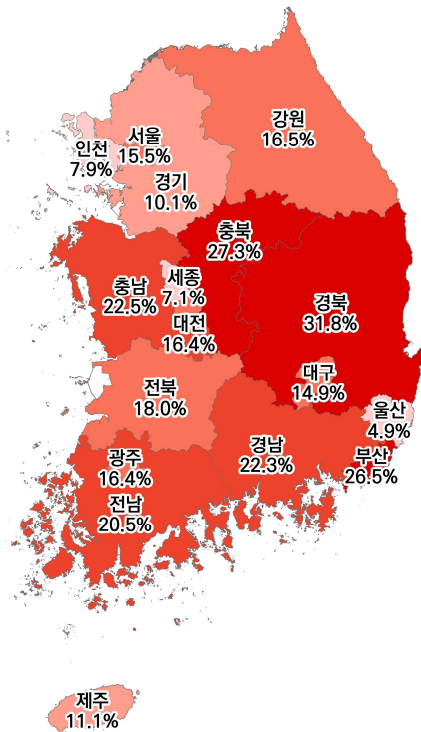 강원
16.5%
서울
15.5%
인천
7.9%
경기
10.1%
충북
27.3%
세종
7.1%
충남
22.5%
경북
31.8%
대전
16.4%
대구
14.9%
전북
18.0%
울산
4.9%
경남
22.3%
부산
26.5%
광주
16.4%
전남
20.5%
제주
11.1%